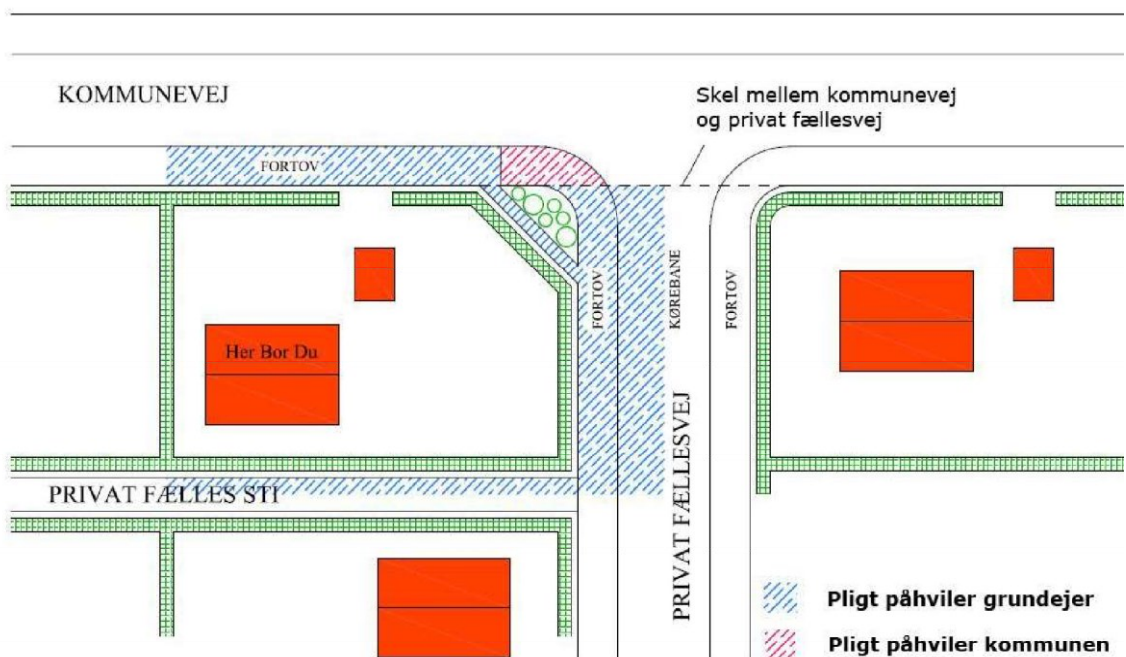 KOMMUNEVEJ
Skel mellem kommunevej
og privat fællesvej
FORTOV
FORTOV
KØREBANE
FORTOV
Her Bor Du
PRIVAT FÆLLESVEJ
PRIVAT FÆLLES STI
Pligt påhviler grundejer
Pligt påhviler kommunen